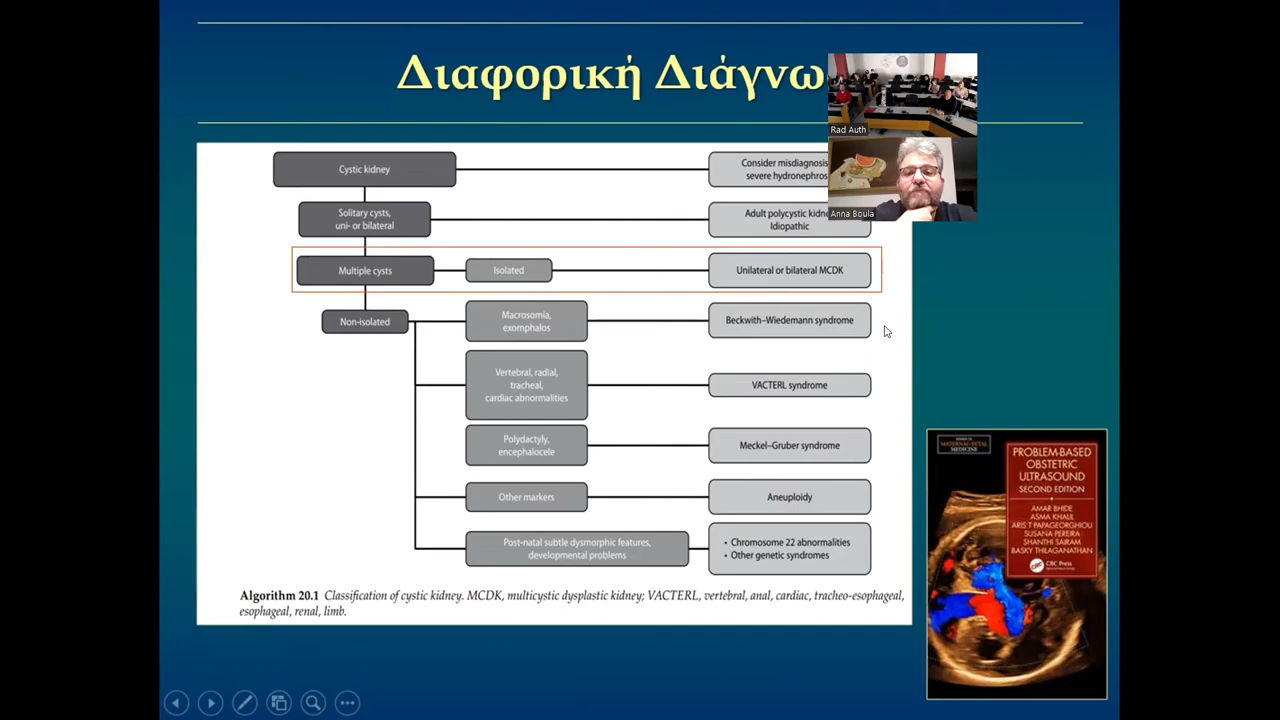 Διαφορική Διάγνω
Rad Auth
Anna Boula
Cystic kidney
Consider misdiagnosis
severe hydronephros
Solitary cysts,
uni- or bilateral
Adult polycystic kidn
Idiopathic
Multiple cysts
Isolated
Unilateral or bilateral MCDK
Non-isolated
Macrosomia,
exomphalos
Beckwith–Wiedemann syndrome
Vertebral, radial,
tracheal,
cardiac abnormalities
VACTERL syndrome
Polydactyly,
encephalocele
Meckel–Gruber syndrome
Other markers
Aneuploidy
Post-natal subtle dysmorphic features,
developmental problems
• Chromosome 22 abnormalities
• Other genetic syndromes
Algorithm 20.1 Classification of cystic kidney. MCDK, multicystic dysplastic kidney; VACTERL, vertebral, anal, cardiac, tracheo-esophageal,
esophageal, renal, limb.
MATERNAL-FETAL
MEDICINE
PROBLEM-BASED
OBSTETRIC
ULTRASOUND
SECOND EDITION
AMAR BHIDE
ASMA KHALIL
ARIS T PAPAGEORGHIOU
SUSANA PEREIRA
SHANTHI SAIRAM
BASKY THILAGANATHAN
CRC Press